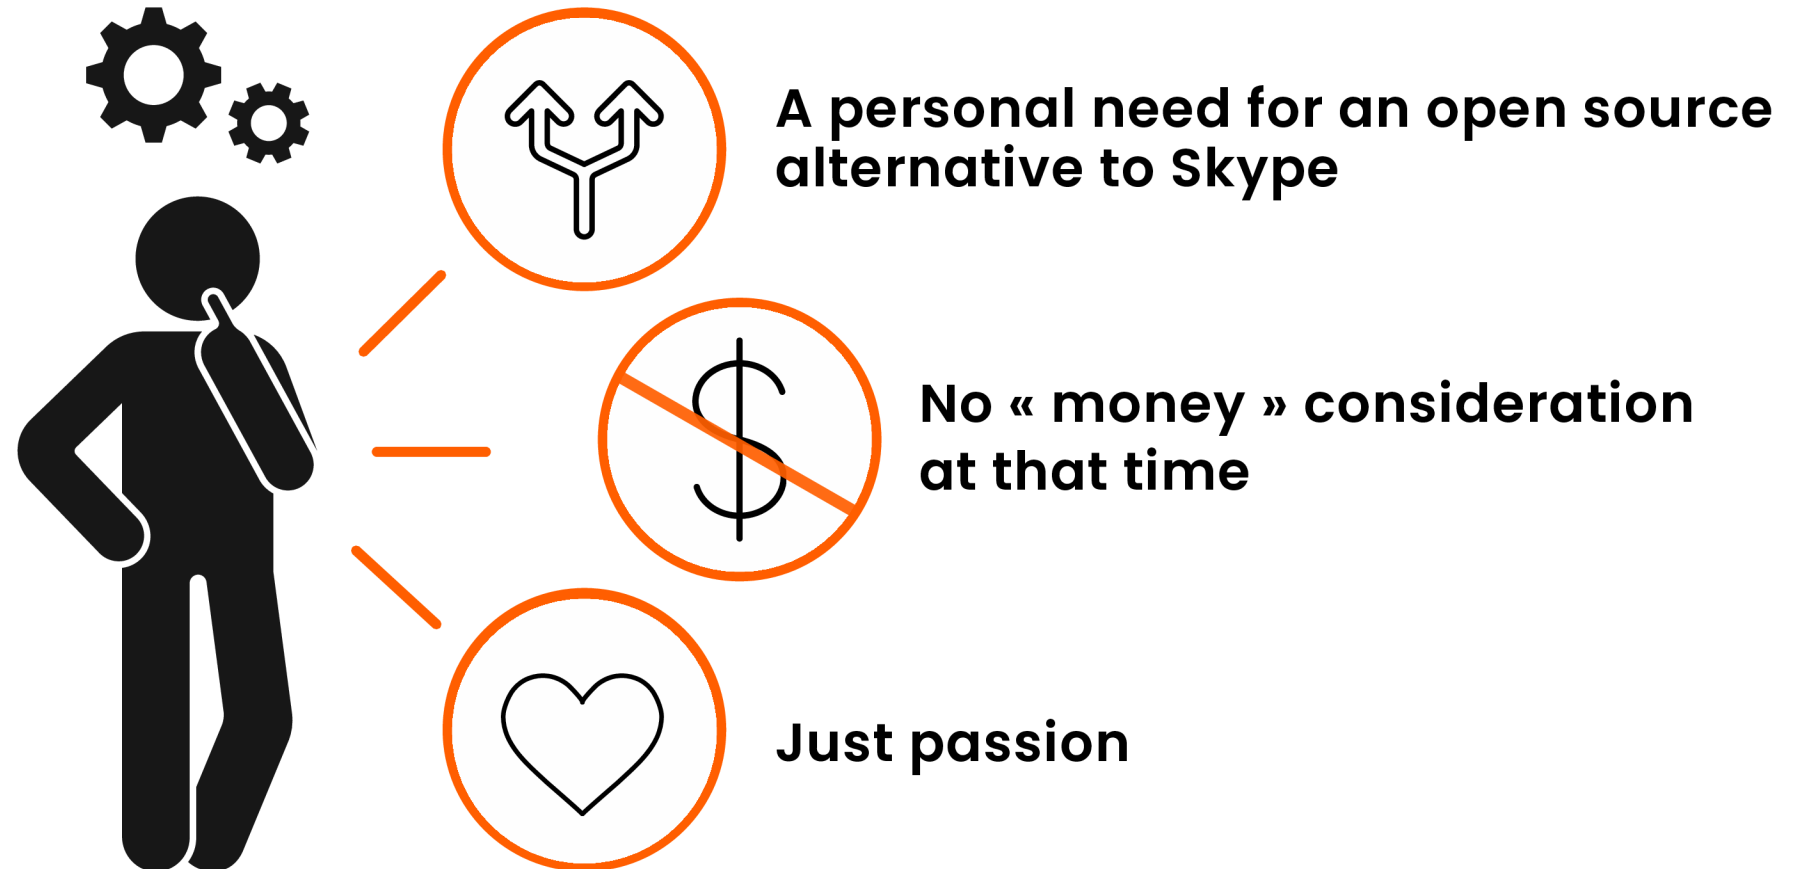 A personal need for an open source
alternative to Skype
No « money » consideration
at that time
Just passion